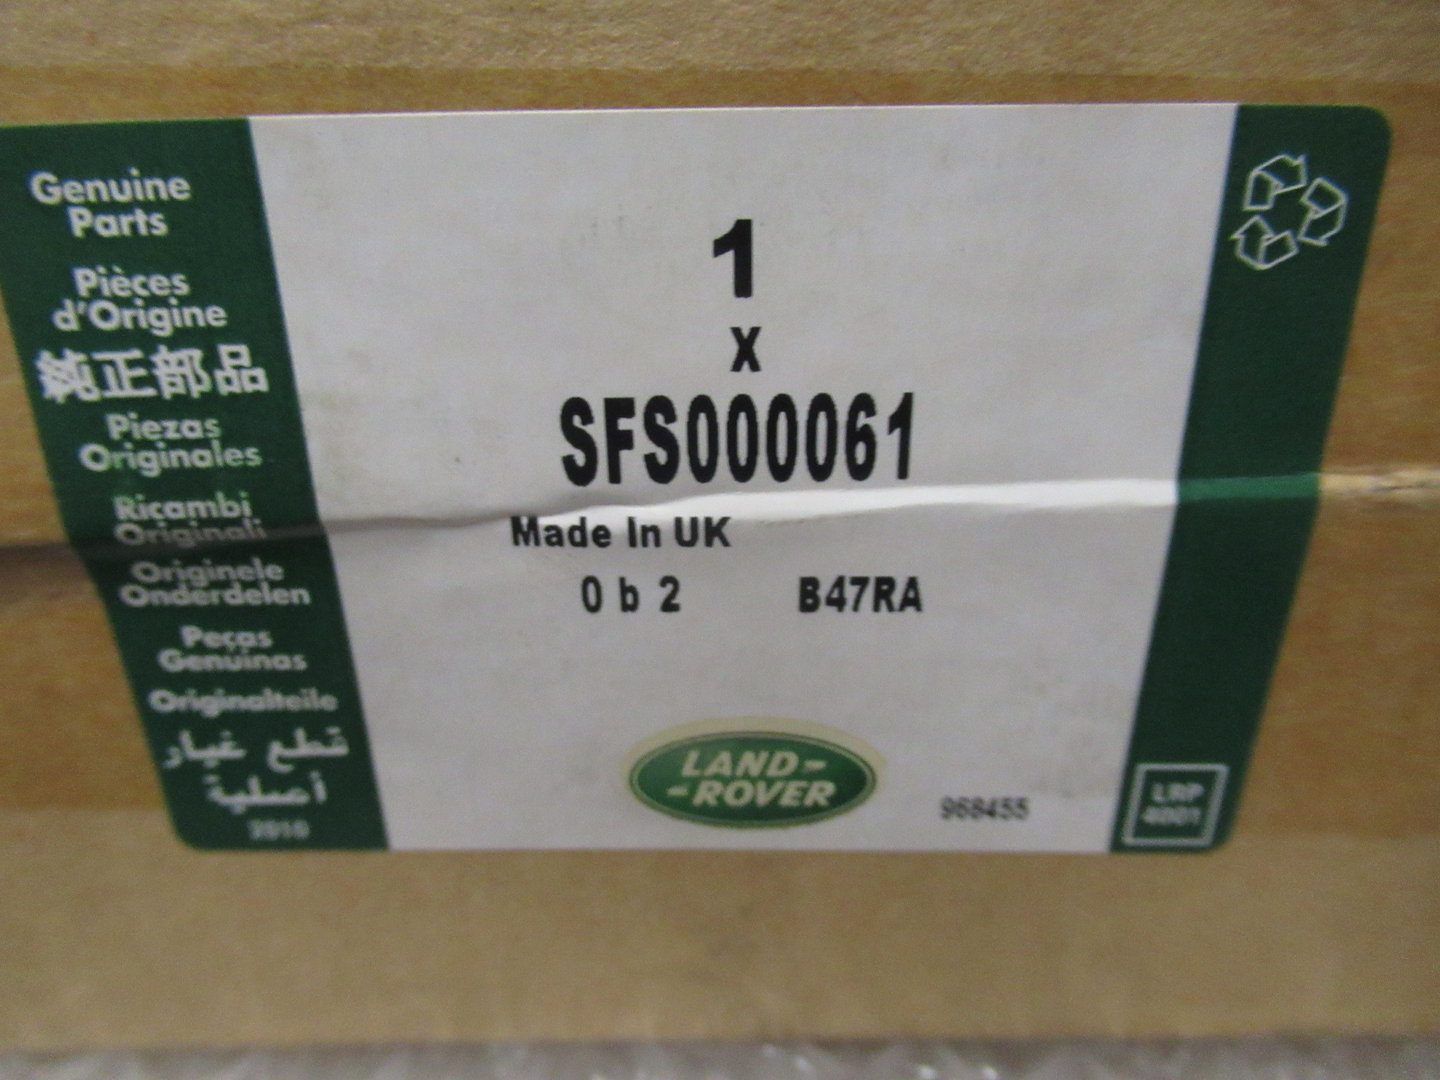 Genuine
Parts
Pièces
d'Origine
純正部品
Piezas
Originales
Ricambi
Originali
Originele
Onderdelen
Peças
Genuínas
Originalteile
قطع غيار
أصلية
1
X
SFS000061
Made In UK
0 b 2 B47RA
LAND-
-ROVER
968455
LRP